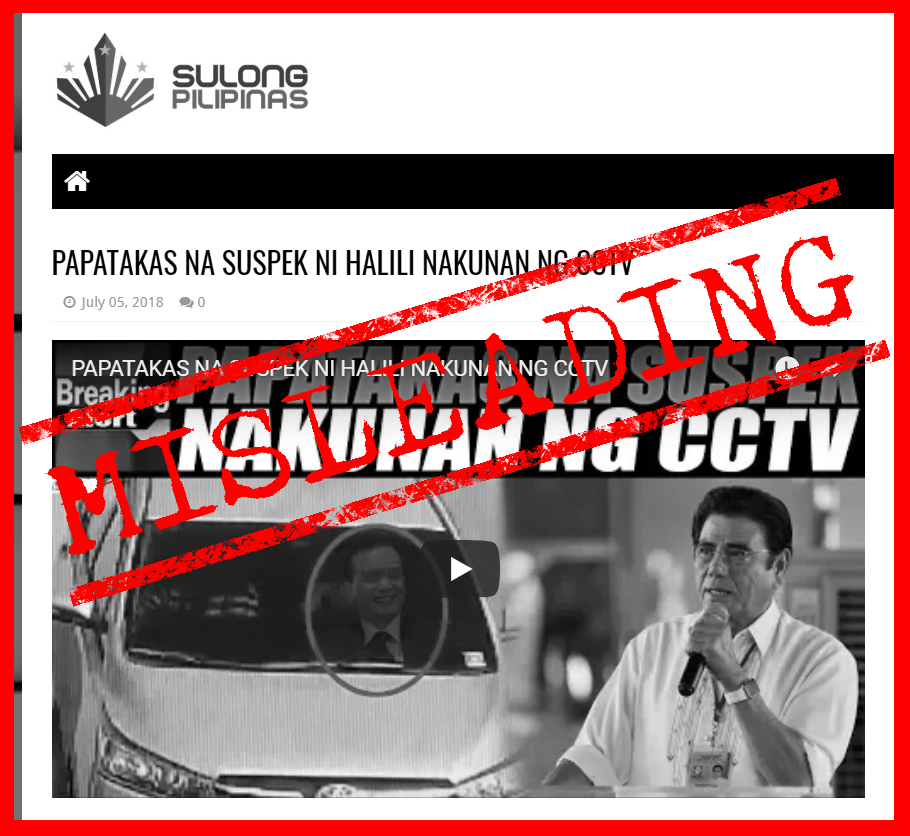 SULONG
PILIPINAS
PAPATAKAS NA SUSPEK NI HALILI NAKUNAN NG CCTV
July 05, 2018 0
PAPATAKAS NA SUSPEK NI HALILI NAKUNAN NG CCTV
Breaking
PAPATAKAS NA SUSPEK
Alert
NAKUNAN NG CCTV
MISLEADING